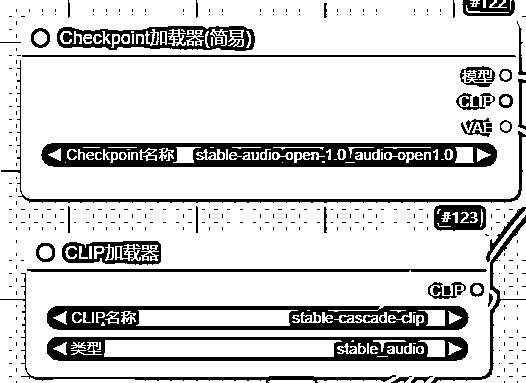 #122
Checkpoint加载器(简易)
模型
CLIP
VAE
Checkpoint名称 stable-audio-open_1.0_audio-open1.0
#123
CLIP加载器
CLIP
CLIP名称 stable-cascade-clip
类型 stable_audio